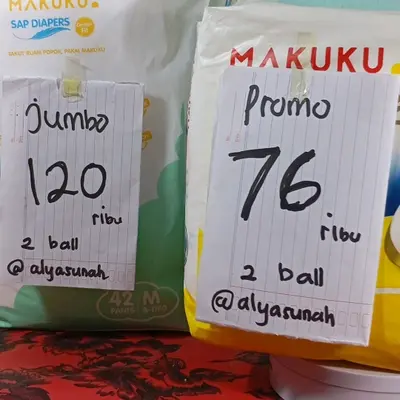 MAKUKU
SAP DIAPERS
jumbo
120
ribu
2 ball
@alyasunah
42 M
MAKUKU
Promo
76
ribu
2 ball
@alyasunah